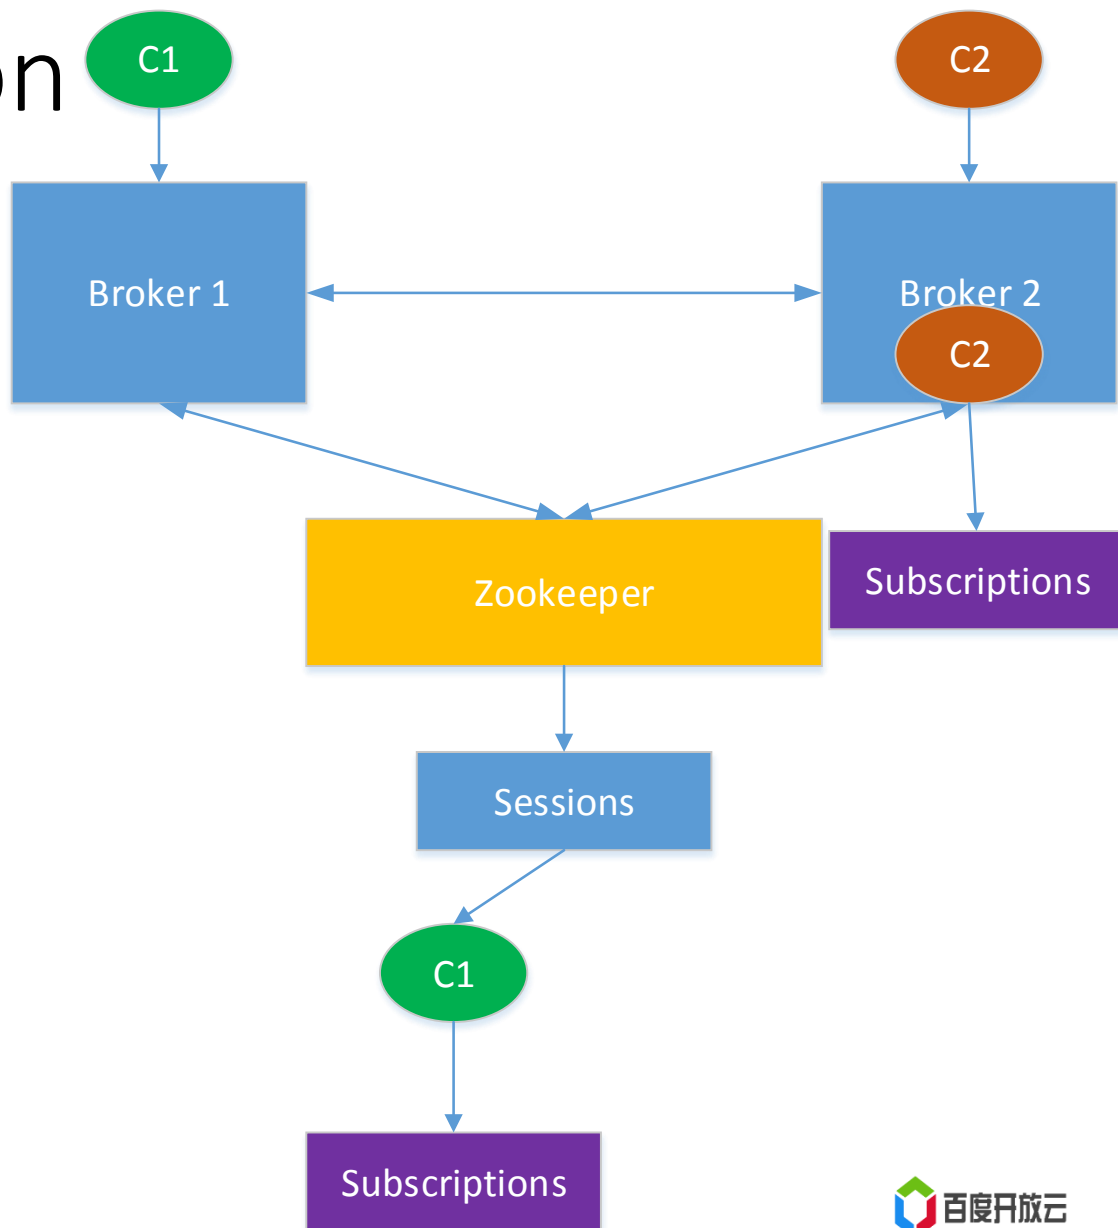 on
C1
C2
Broker 1
Broker 2
C2
Zookeeper
Subscriptions
Sessions
C1
Subscriptions
百度开放云